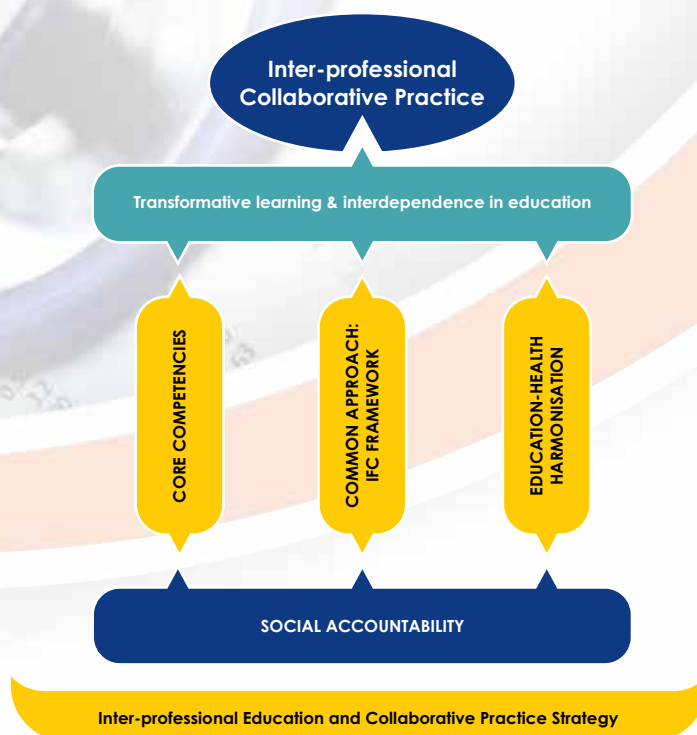 Inter-professional
Collaborative Practice
Transformative learning & interdependence in education
CORE COMPETENCIES
COMMON APPROACH:
IFC FRAMEWORK
EDUCATION-HEALTH
HARMONISATION
SOCIAL ACCOUNTABILITY
Inter-professional Education and Collaborative Practice Strategy